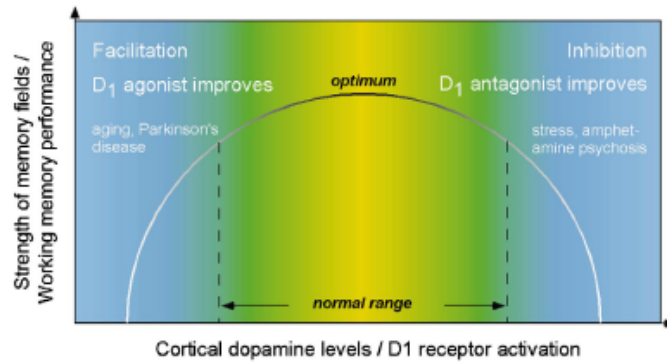 Strength of memory fields /
Working memory performance
Facilitation
D₁ agonist improves
aging, Parkinson's
disease
optimum
Inhibition
D₁ antagonist improves
stress, amphet-
amine psychosis
normal range
Cortical dopamine levels / D1 receptor activation